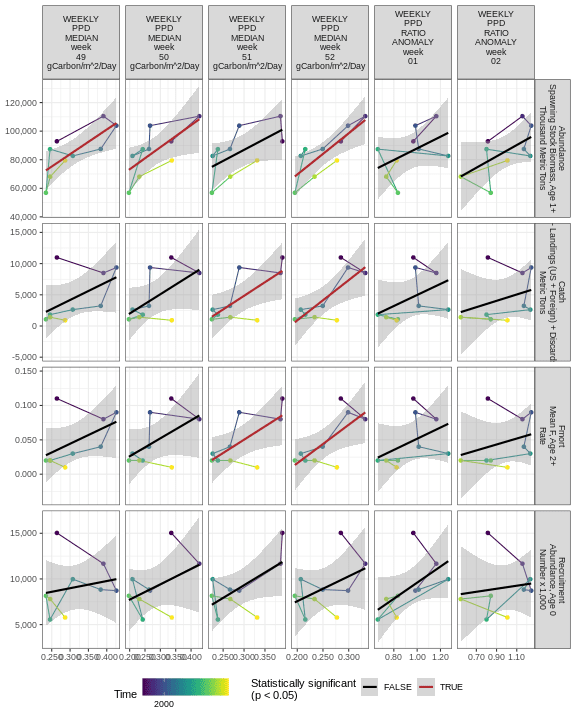 WEEKLY
PPD
MEDIAN
week
49
gCarbon/m^2/Day
WEEKLY
PPD
MEDIAN
week
50
gCarbon/m^2/Day
WEEKLY
PPD
MEDIAN
week
51
gCarbon/m^2/Day
WEEKLY
PPD
MEDIAN
week
52
gCarbon/m^2/Day
WEEKLY
PPD
RATIO
ANOMALY
week
01
WEEKLY
PPD
RATIO
ANOMALY
week
02
120,000
100,000
80,000
60,000
40,000
Abundance
Spawning Stock Biomass, Age 1+
Thousand Metric Tons
15,000
10,000
5,000
0
-5,000
Catch
- Landings (US + Foreign) + Discard
Metric Tons
0.150
0.100
0.050
0.000
Fmort
Mean F, Age 2+
Rate
15,000
10,000
5,000
Recruitment
Abundance, Age 0
Number x 1,000
0.250 0.300 0.350 0.400
0.200 0.250 0.300 0.350 0.400
0.250 0.300 0.350
0.200 0.250 0.300
0.80 1.00 1.20
0.70 0.90 1.10
Time
2000
Statistically significant
(p < 0.05)
FALSE
TRUE